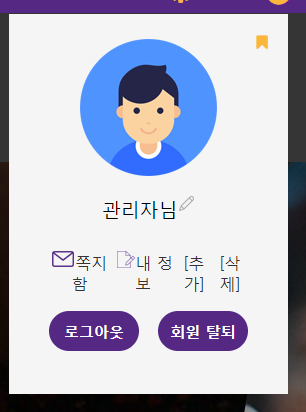 관리자님
쪽지 내 정 [추 [삭
함 보 가] 제]
로그아웃 회원 탈퇴